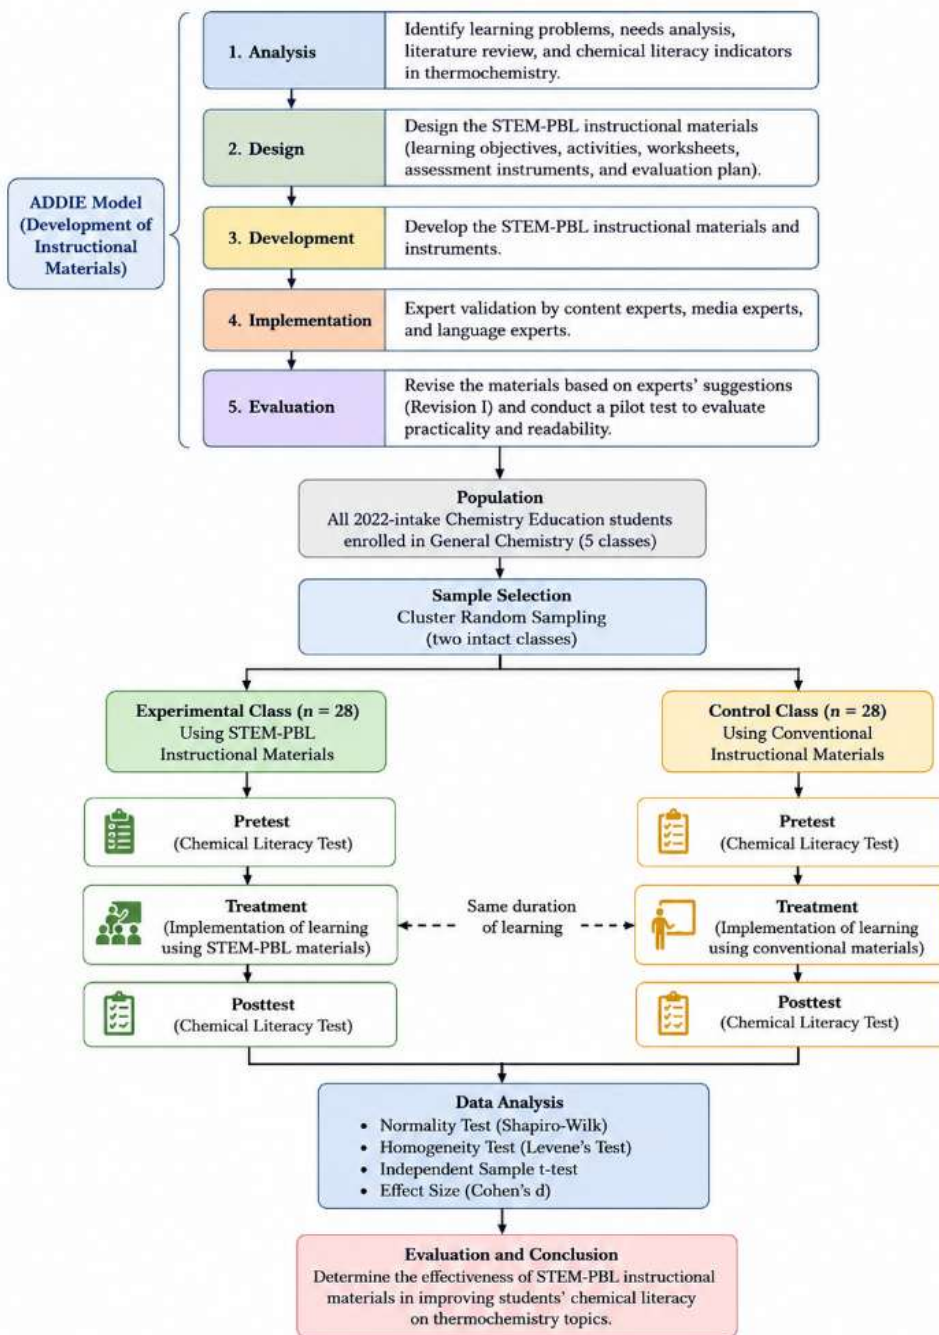 1. Analysis
Identify learning problems, needs analysis,
literature review, and chemical literacy indicators
in thermochemistry.
2. Design
Design the STEM-PBL instructional materials
(learning objectives, activities, worksheets,
assessment instruments, and evaluation plan).
ADDIE Model
(Development of
Instructional
Materials)
3. Development
Develop the STEM-PBL instructional materials and
instruments.
4. Implementation
Expert validation by content experts, media experts,
and language experts.
5. Evaluation
Revise the materials based on experts' suggestions
(Revision I) and conduct a pilot test to evaluate
practicality and readability.
Population
All 2022-intake Chemistry Education students
enrolled in General Chemistry (5 classes)
Sample Selection
Cluster Random Sampling
(two intact classes)
Experimental Class (n = 28)
Using STEM-PBL
Instructional Materials
Control Class (n = 28)
Using Conventional
Instructional Materials
Pretest
(Chemical Literacy Test)
Pretest
(Chemical Literacy Test)
Treatment
(Implementation of learning
using STEM-PBL materials)
Same duration
of learning
Treatment
(Implementation of learning
using conventional materials)
Posttest
(Chemical Literacy Test)
Posttest
(Chemical Literacy Test)
Data Analysis
• Normality Test (Shapiro-Wilk)
• Homogeneity Test (Levene's Test)
• Independent Sample t-test
• Effect Size (Cohen's d)
Evaluation and Conclusion
Determine the effectiveness of STEM-PBL instructional
materials in improving students' chemical literacy
on thermochemistry topics.